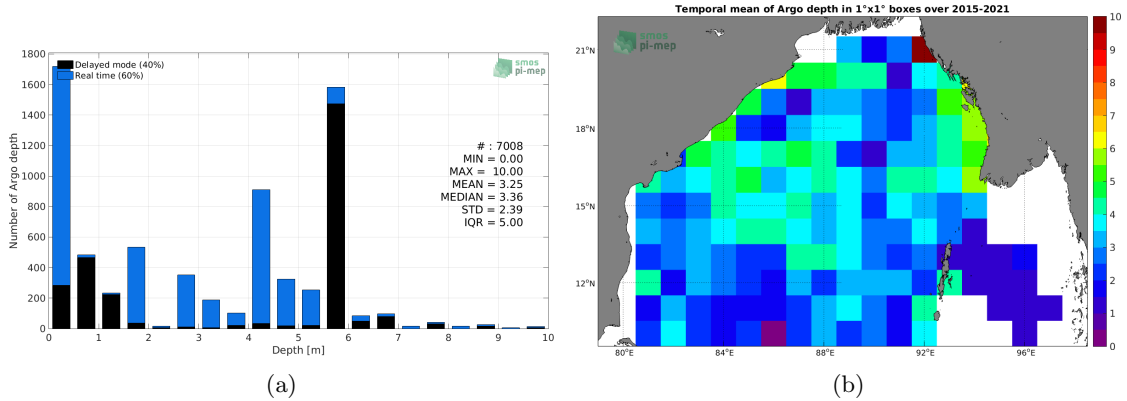 1800
1600
1400
1200
1000
800
600
400
200
0
Number of Argo depth
Delayed mode (40%)
Real time (60%)
smos
pi-mep
# : 7008
MIN = 0.00
MAX = 10.00
MEAN = 3.25
MEDIAN = 3.36
STD = 2.39
IQR = 5.00
0 1 2 3 4 5 6 7 8 9 10
Depth [m]
(a)
Temporal mean of Argo depth in 1°x1° boxes over 2015-2021
smos
pi-mep
21°N
18°N
15°N
12°N
80°E 84°E 88°E 92°E 96°E
10
9
8
7
6
5
4
3
2
1
0
(b)